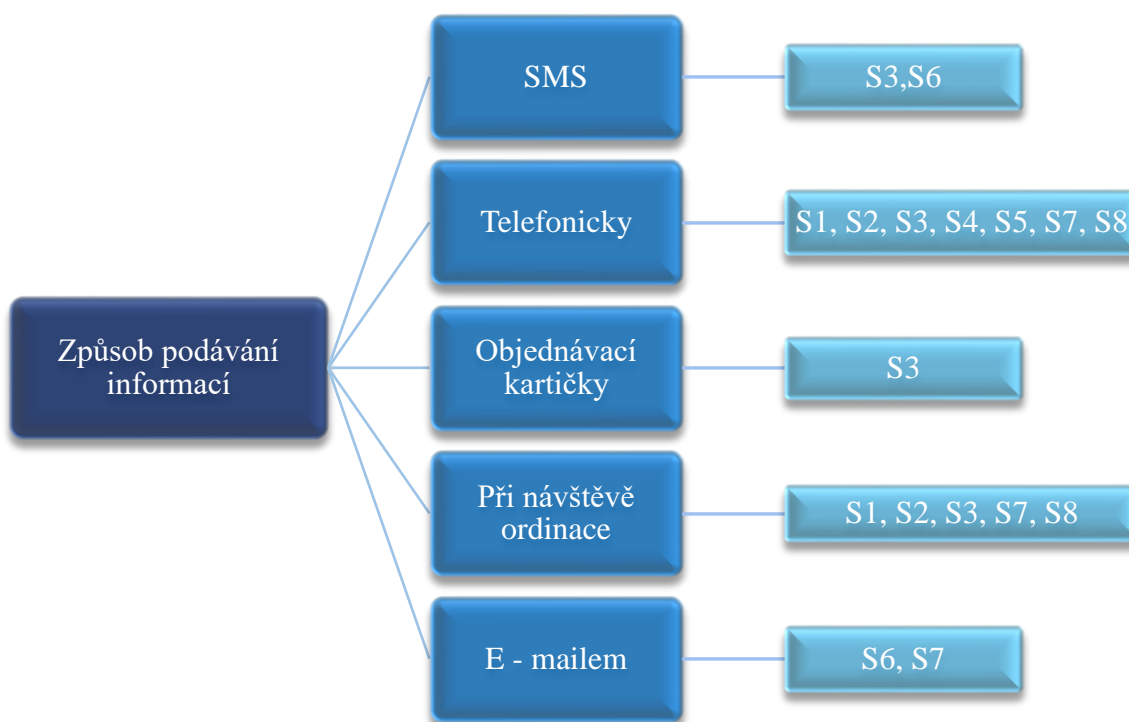 SMS
S3,S6
Telefonicky
S1, S2, S3, S4, S5, S7, S8
Způsob podávání
informací
Objednávací
kartičky
S3
Při návštěvě
ordinace
S1, S2, S3, S7, S8
E - mailem
S6, S7